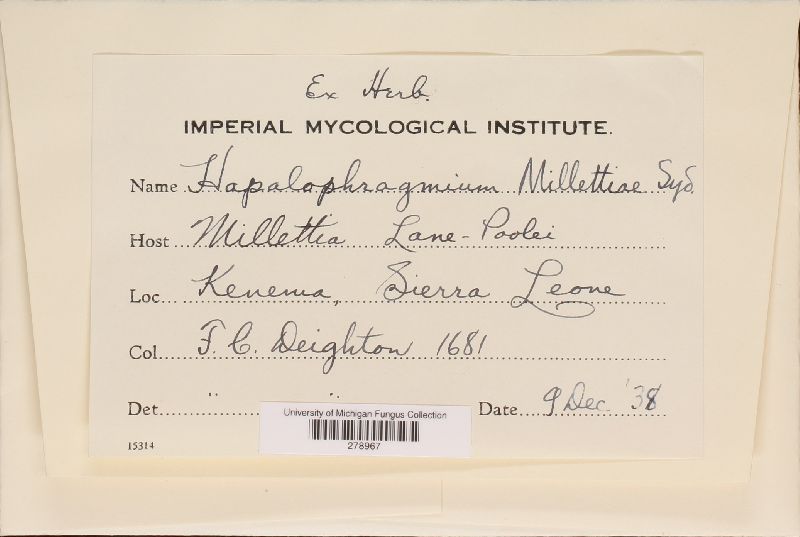 Ex Herb.
IMPERIAL MYCOLOGICAL INSTITUTE.
Name Hapalophragmium Millettiae Syd.
Host Millettia Lane-Poolei
Loc. Kenema, Sierra Leone
Col. F. C. Deighton 1681
Det. " " Date 9 Dec. '38
University of Michigan Fungus Collection
278967
15314